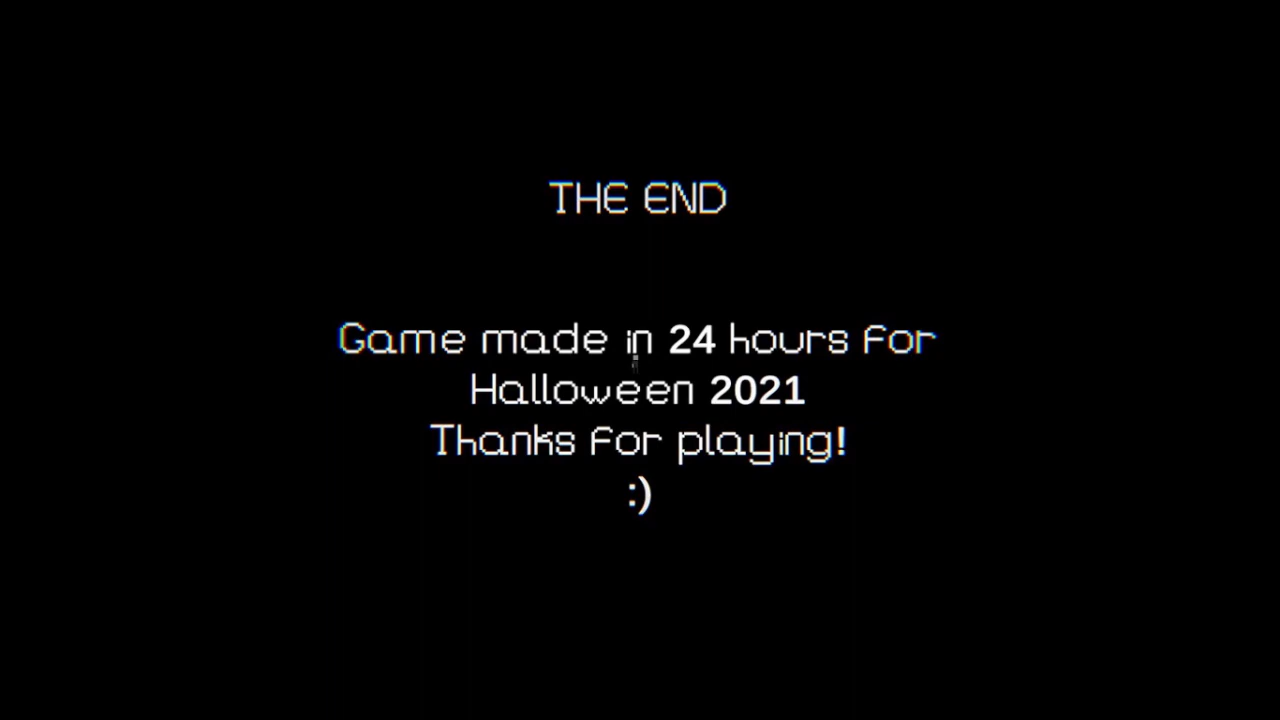 THE END
Game made in 24 hours for
Halloween 2021
Thanks for playing!
:)